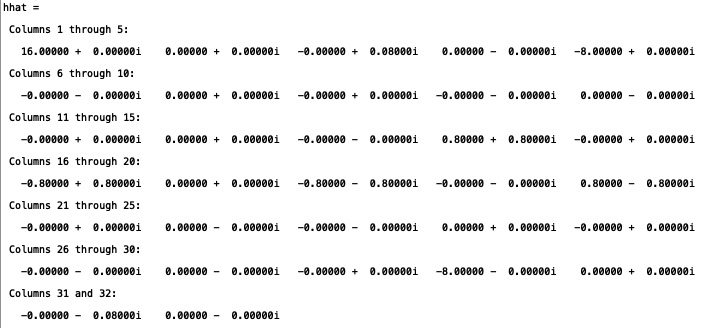 hhat =
Columns 1 through 5:
16.00000 + 0.00000i 0.00000 + 0.00000i -0.00000 + 0.08000i 0.00000 - 0.00000i -8.00000 + 0.00000i
Columns 6 through 10:
-0.00000 - 0.00000i 0.00000 + 0.00000i -0.00000 + 0.00000i -0.00000 - 0.00000i 0.00000 - 0.00000i
Columns 11 through 15:
-0.00000 + 0.00000i 0.00000 + 0.00000i -0.00000 - 0.00000i 0.80000 + 0.80000i -0.00000 + 0.00000i
Columns 16 through 20:
-0.80000 + 0.80000i 0.00000 + 0.00000i -0.80000 - 0.80000i -0.00000 - 0.00000i 0.80000 - 0.80000i
Columns 21 through 25:
-0.00000 + 0.00000i 0.00000 - 0.00000i -0.00000 - 0.00000i 0.00000 + 0.00000i -0.00000 + 0.00000i
Columns 26 through 30:
-0.00000 - 0.00000i 0.00000 - 0.00000i -0.00000 + 0.00000i -8.00000 - 0.00000i 0.00000 + 0.00000i
Columns 31 and 32:
-0.00000 - 0.08000i 0.00000 - 0.00000i